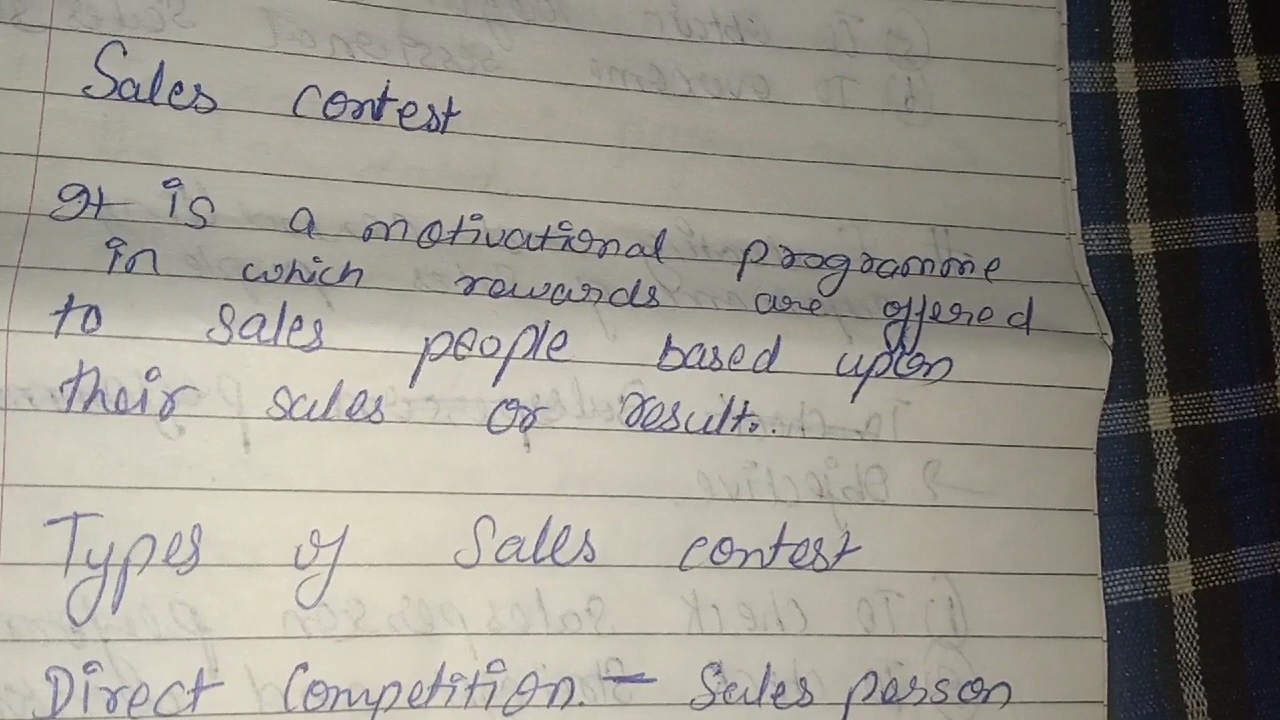 Sales contest
It is a motivational programme
in which rewards are offered
to sales people based upon
their sales or result.
Types of Sales contest
Direct Competition. - Sales person